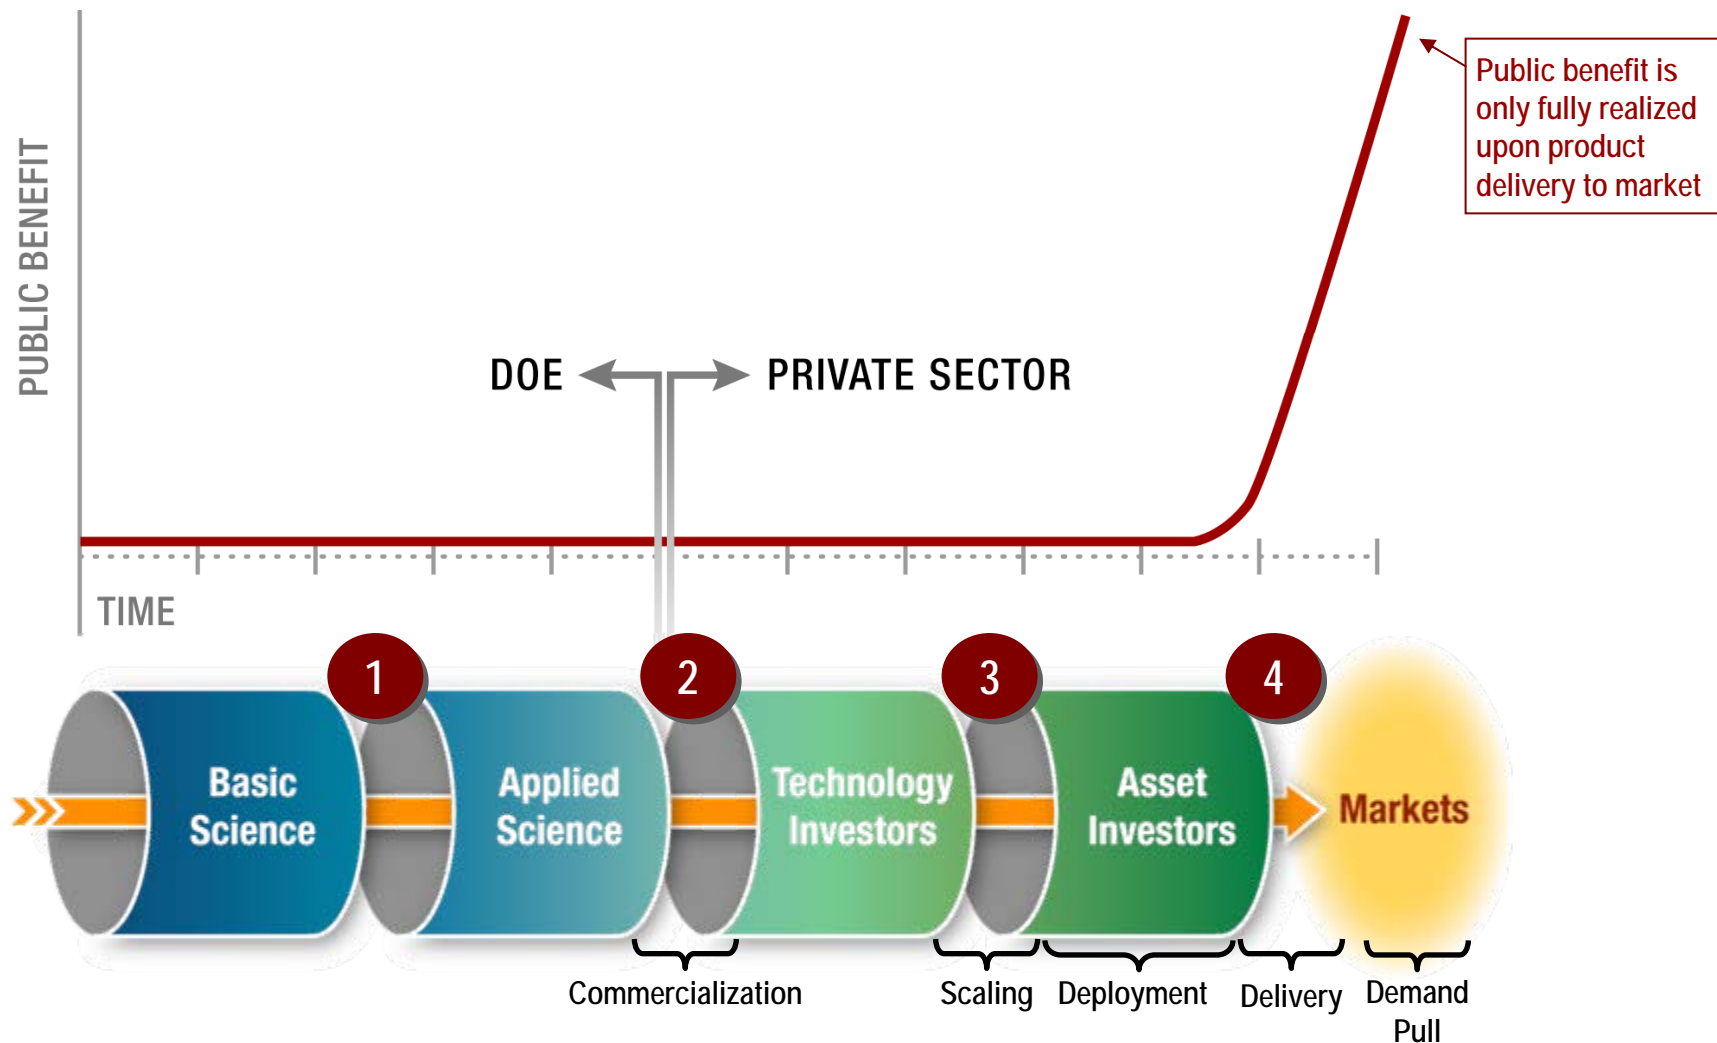 PUBLIC BENEFIT
Public benefit is
only fully realized
upon product
delivery to market
DOE
PRIVATE SECTOR
TIME
1
2
3
4
Basic
Science
Applied
Science
Technology
Investors
Asset
Investors
Markets
Commercialization
Scaling
Deployment
Delivery
Demand
Pull